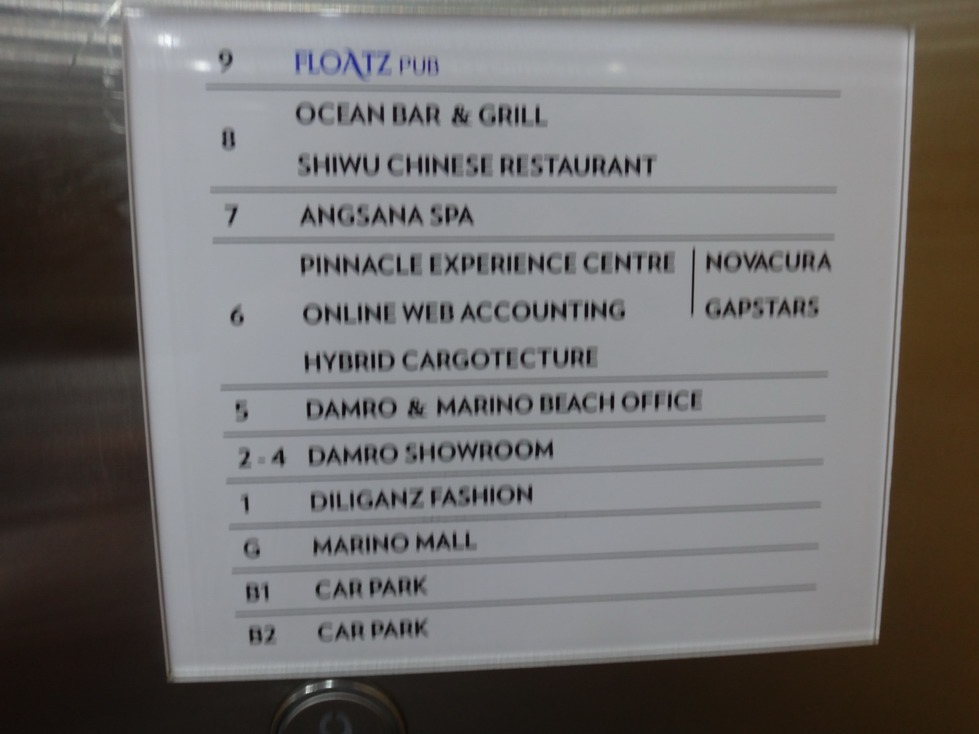 9 FLOATZ PUB
OCEAN BAR & GRILL
8
SHIWU CHINESE RESTAURANT
7 ANGSANA SPA
PINNACLE EXPERIENCE CENTRE | NOVACURA
6 ONLINE WEB ACCOUNTING | GAPSTARS
HYBRID CARGOTECTURE
5 DAMRO & MARINO BEACH OFFICE
2 - 4 DAMRO SHOWROOM
1 DILIGANZ FASHION
G MARINO MALL
B1 CAR PARK
B2 CAR PARK